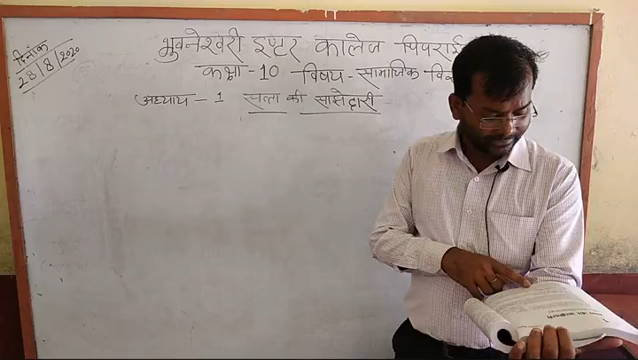 दिनांक
28/8/2020
भुवनेश्वरी इण्टर कालेज पिपराई
कक्षा - 10 विषय - सामाजिक
अध्याय - 1 सत्ता की साझेदारी